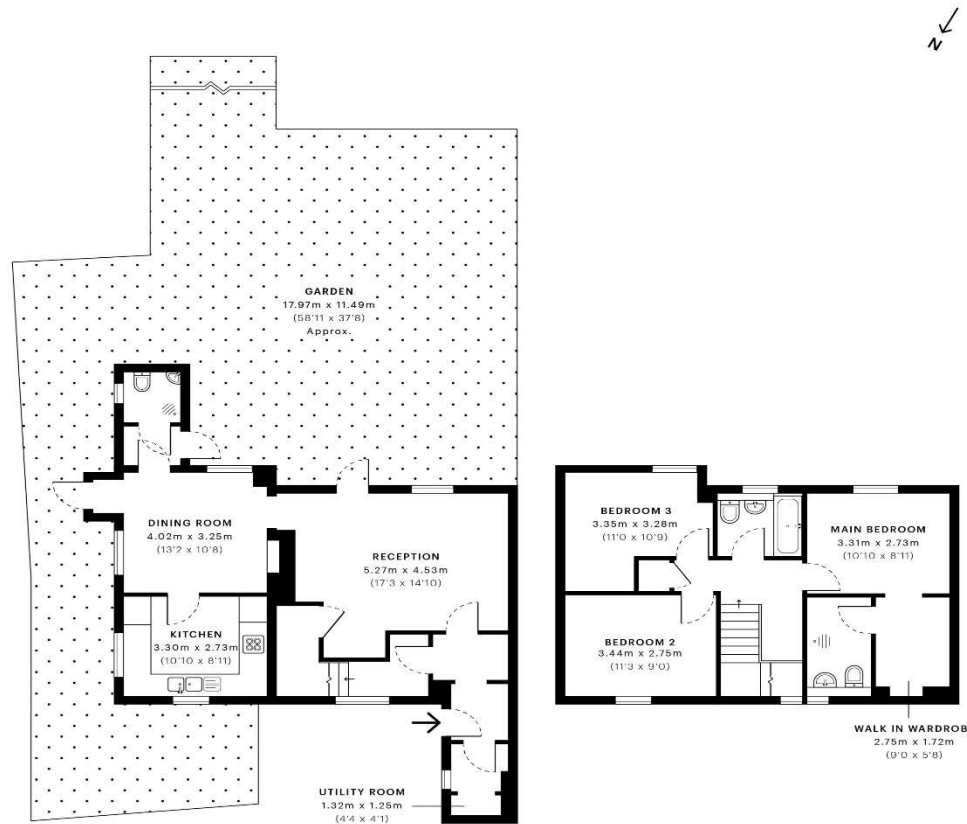 N
GARDEN
17.97m x 11.49m
(58'11 x 37'8)
Approx.
DINING ROOM
4.02m x 3.25m
(13'2 x 10'8)
RECEPTION
5.27m x 4.53m
(17'3 x 14'10)
KITCHEN
3.30m x 2.73m
(10'10 x 8'11)
UTILITY ROOM
1.32m x 1.25m
(4'4 x 4'1)
BEDROOM 3
3.35m x 3.28m
(11'0 x 10'9)
MAIN BEDROOM
3.31m x 2.73m
(10'10 x 8'11)
BEDROOM 2
3.44m x 2.75m
(11'3 x 9'0)
WALK IN WARDROB
2.75m x 1.72m
(9'0 x 5'8)